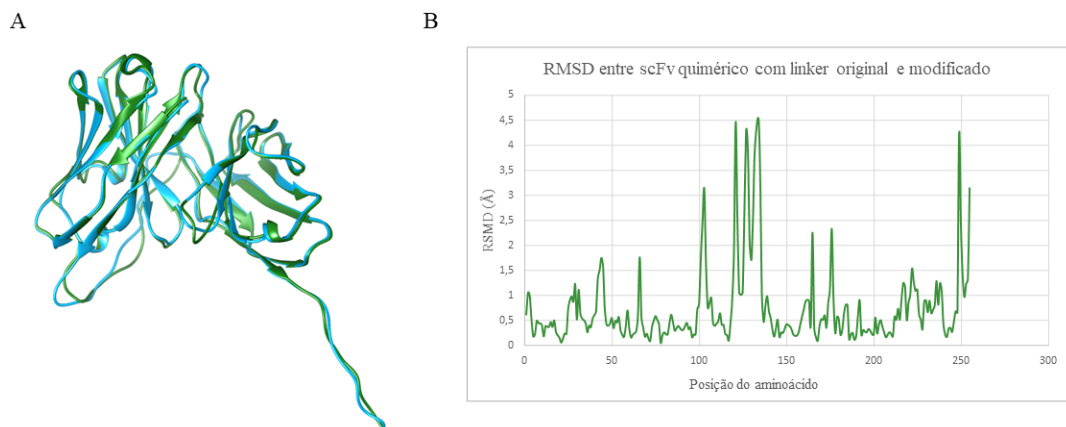 A
B
RMSD entre scFv quimérico com linker original e modificado
RSMD (Å)
5
4,5
4
3,5
3
2,5
2
1,5
1
0,5
0
0 50 100 150 200 250 300
Posição do aminoácido